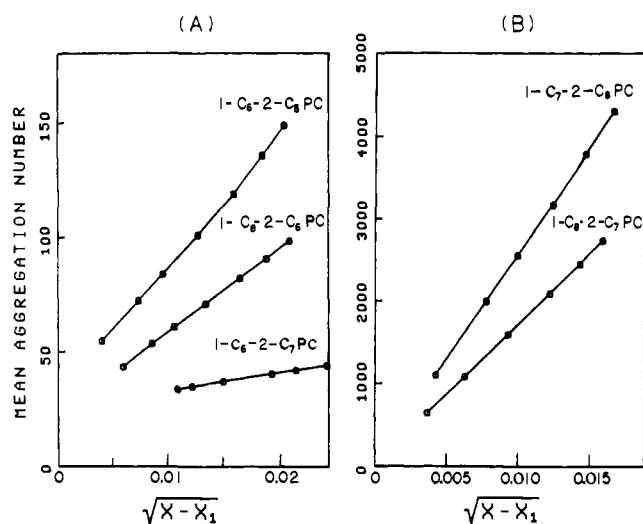 (A)
(B)
MEAN AGGREGATION NUMBER
150
100
50
0
1-C₆-2-C₈PC
1-C₈-2-C₆PC
1-C₆-2-C₇PC
0
0.01
0.02
√X-X₁
5000
4000
3000
2000
1000
0
1-C₇-2-C₈PC
1-C₈-2-C₇PC
0
0.005
0.010
0.015
√X-X₁